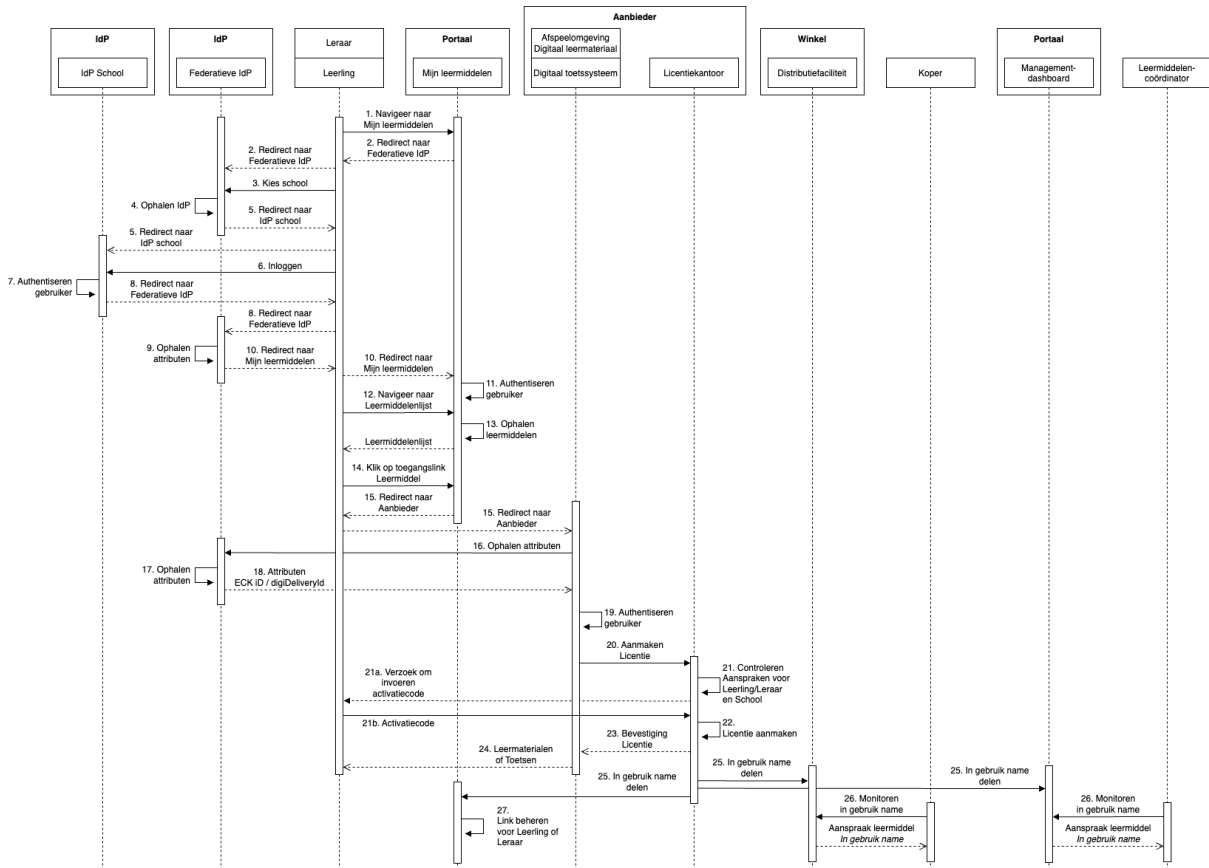 Aanbieder
IdP
IdP School
IdP
Federatieve IdP
Leraar
Leerling
Portaal
Mijn leermiddelen
Afspeelomgeving
Digitaal leermateriaal
Digitaal toetssysteem
Licentiekantoor
Winkel
Distributiefaciliteit
Koper
Portaal
Management-
dashboard
Leermiddelen-
coördinator
1. Navigeer naar
Mijn leermiddelen
2. Redirect naar
Federatieve IdP
2. Redirect naar
Federatieve IdP
3. Kies school
4. Ophalen IdP
5. Redirect naar
IdP school
5. Redirect naar
IdP school
6. Inloggen
7. Authentiseren
gebruiker
8. Redirect naar
Federatieve IdP
8. Redirect naar
Federatieve IdP
9. Ophalen
attributen
10. Redirect naar
Mijn leermiddelen
10. Redirect naar
Mijn leermiddelen
11. Authentiseren
gebruiker
12. Navigeer naar
Leermiddelenlijst
13. Ophalen
leermiddelen
Leermiddelenlijst
14. Klik op toegangslink
Leermiddel
15. Redirect naar
Aanbieder
15. Redirect naar
Aanbieder
16. Ophalen attributen
17. Ophalen
attributen
18. Attributen
ECK iD / digiDeliveryId
19. Authentiseren
gebruiker
20. Aanmaken
Licentie
21. Controleren
Aanspraken voor
Leerling/Leraar
en School
21a. Verzoek om
invoeren
activatiecode
21b. Activatiecode
22.
Licentie aanmaken
23. Bevestiging
Licentie
24. Leermaterialen
of Toetsen
25. In gebruik name
delen
25. In gebruik name
delen
25. In gebruik name
delen
26. Monitoren
in gebruik name
Aanspraak leermiddel
In gebruik name
26. Monitoren
in gebruik name
Aanspraak leermiddel
In gebruik name
27.
Link beheren
voor Leerling of
Leraar